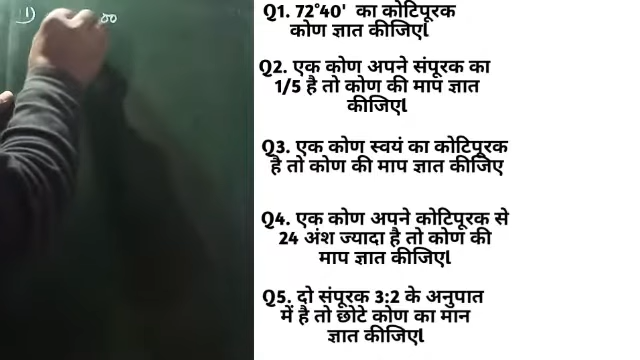 1)
Q1. 72°40' का कोटिपूरक
कोण ज्ञात कीजिए।
Q2. एक कोण अपने संपूरक का
1/5 है तो कोण की माप ज्ञात
कीजिए।
Q3. एक कोण स्वयं का कोटिपूरक
है तो कोण की माप ज्ञात कीजिए
Q4. एक कोण अपने कोटिपूरक से
24 अंश ज्यादा है तो कोण की
माप ज्ञात कीजिए।
Q5. दो संपूरक 3:2 के अनुपात
में है तो छोटे कोण का मान
ज्ञात कीजिए।